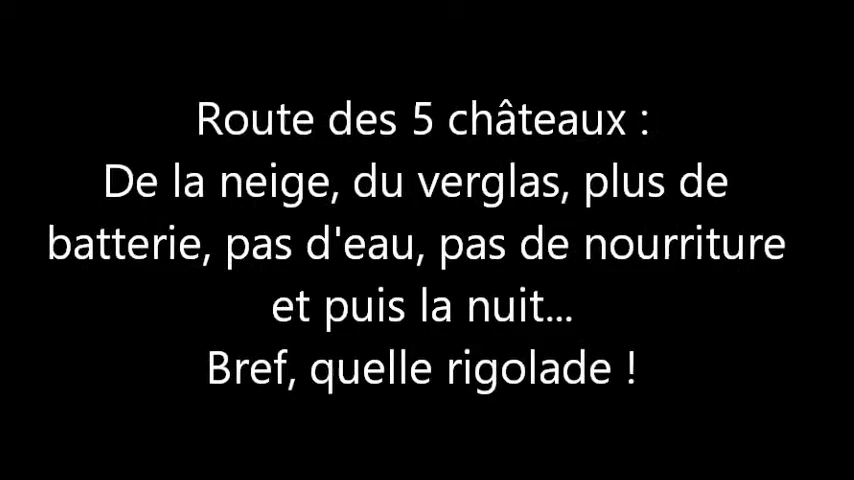 Route des 5 châteaux :
De la neige, du verglas, plus de
batterie, pas d'eau, pas de nourriture
et puis la nuit...
Bref, quelle rigolade !